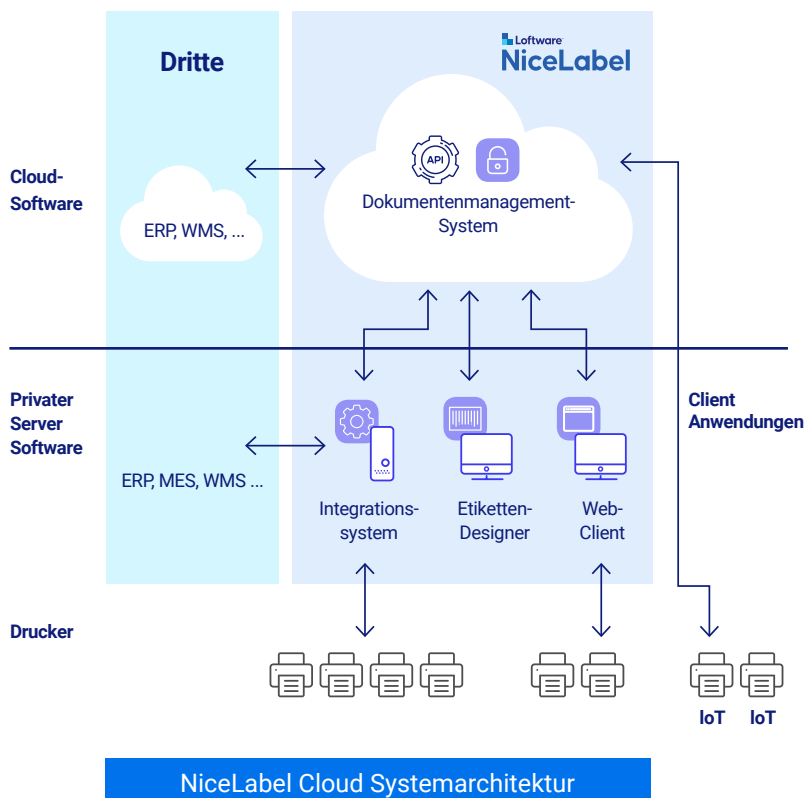 Dritte
Loftware
NiceLabel
API
Cloud-
Software
Dokumentenmanagement-
System
ERP, WMS, ...
Privater
Server
Software
Client
Anwendungen
ERP, MES, WMS ...
Integrations-
system
Etiketten-
Designer
Web-
Client
Drucker
IoT
IoT
NiceLabel Cloud Systemarchitektur